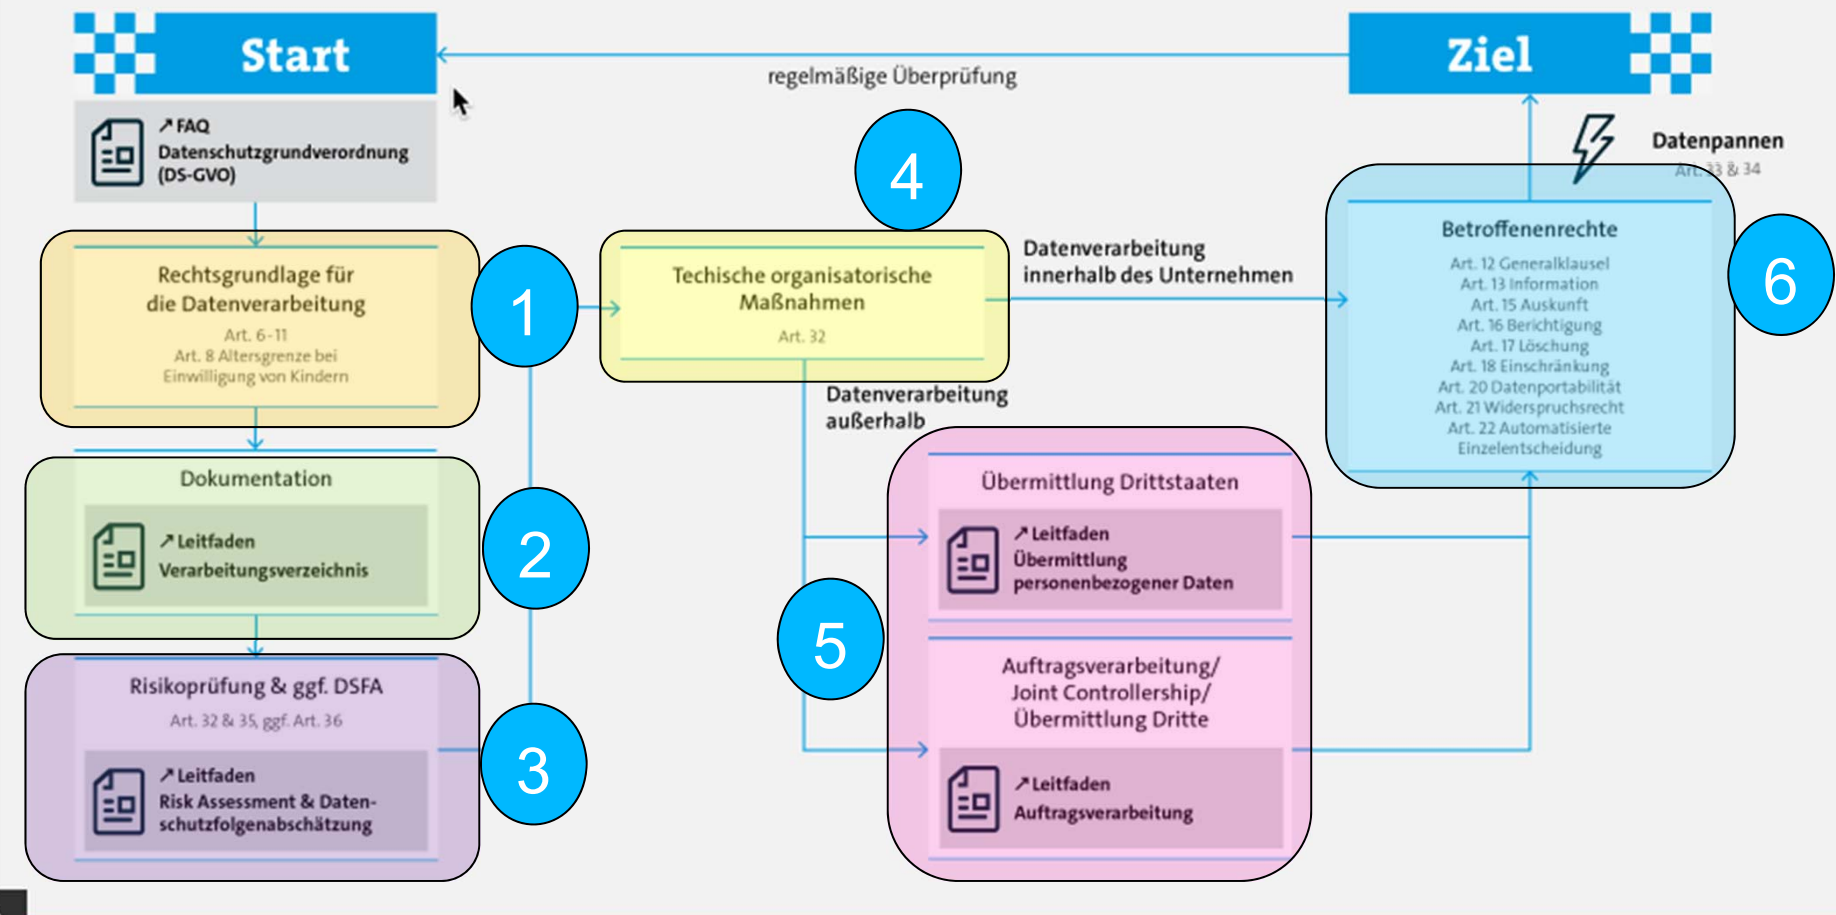 Start
regelmäßige Überprüfung
Ziel
↗ FAQ
Datenschutzgrundverordnung
(DS-GVO)
Datenpannen
Art. 33 & 34
Rechtsgrundlage für
die Datenverarbeitung
Art. 6-11
Art. 8 Altersgrenze bei
Einwilligung von Kindern
1
Dokumentation
↗ Leitfaden
Verarbeitungsverzeichnis
2
Risikoprüfung & ggf. DSFA
Art. 32 & 35, ggf. Art. 36
↗ Leitfaden
Risk Assessment & Daten-
schutzfolgenabschätzung
3
4
Techische organisatorische
Maßnahmen
Art. 32
Datenverarbeitung
innerhalb des Unternehmen
Datenverarbeitung
außerhalb
5
Übermittlung Drittstaaten
↗ Leitfaden
Übermittlung
personenbezogener Daten
Auftragsverarbeitung/
Joint Controllership/
Übermittlung Dritte
↗ Leitfaden
Auftragsverarbeitung
Betroffenenrechte
Art. 12 Generalklausel
Art. 13 Information
Art. 15 Auskunft
Art. 16 Berichtigung
Art. 17 Löschung
Art. 18 Einschränkung
Art. 20 Datenportabilität
Art. 21 Widerspruchsrecht
Art. 22 Automatisierte
Einzelentscheidung
6